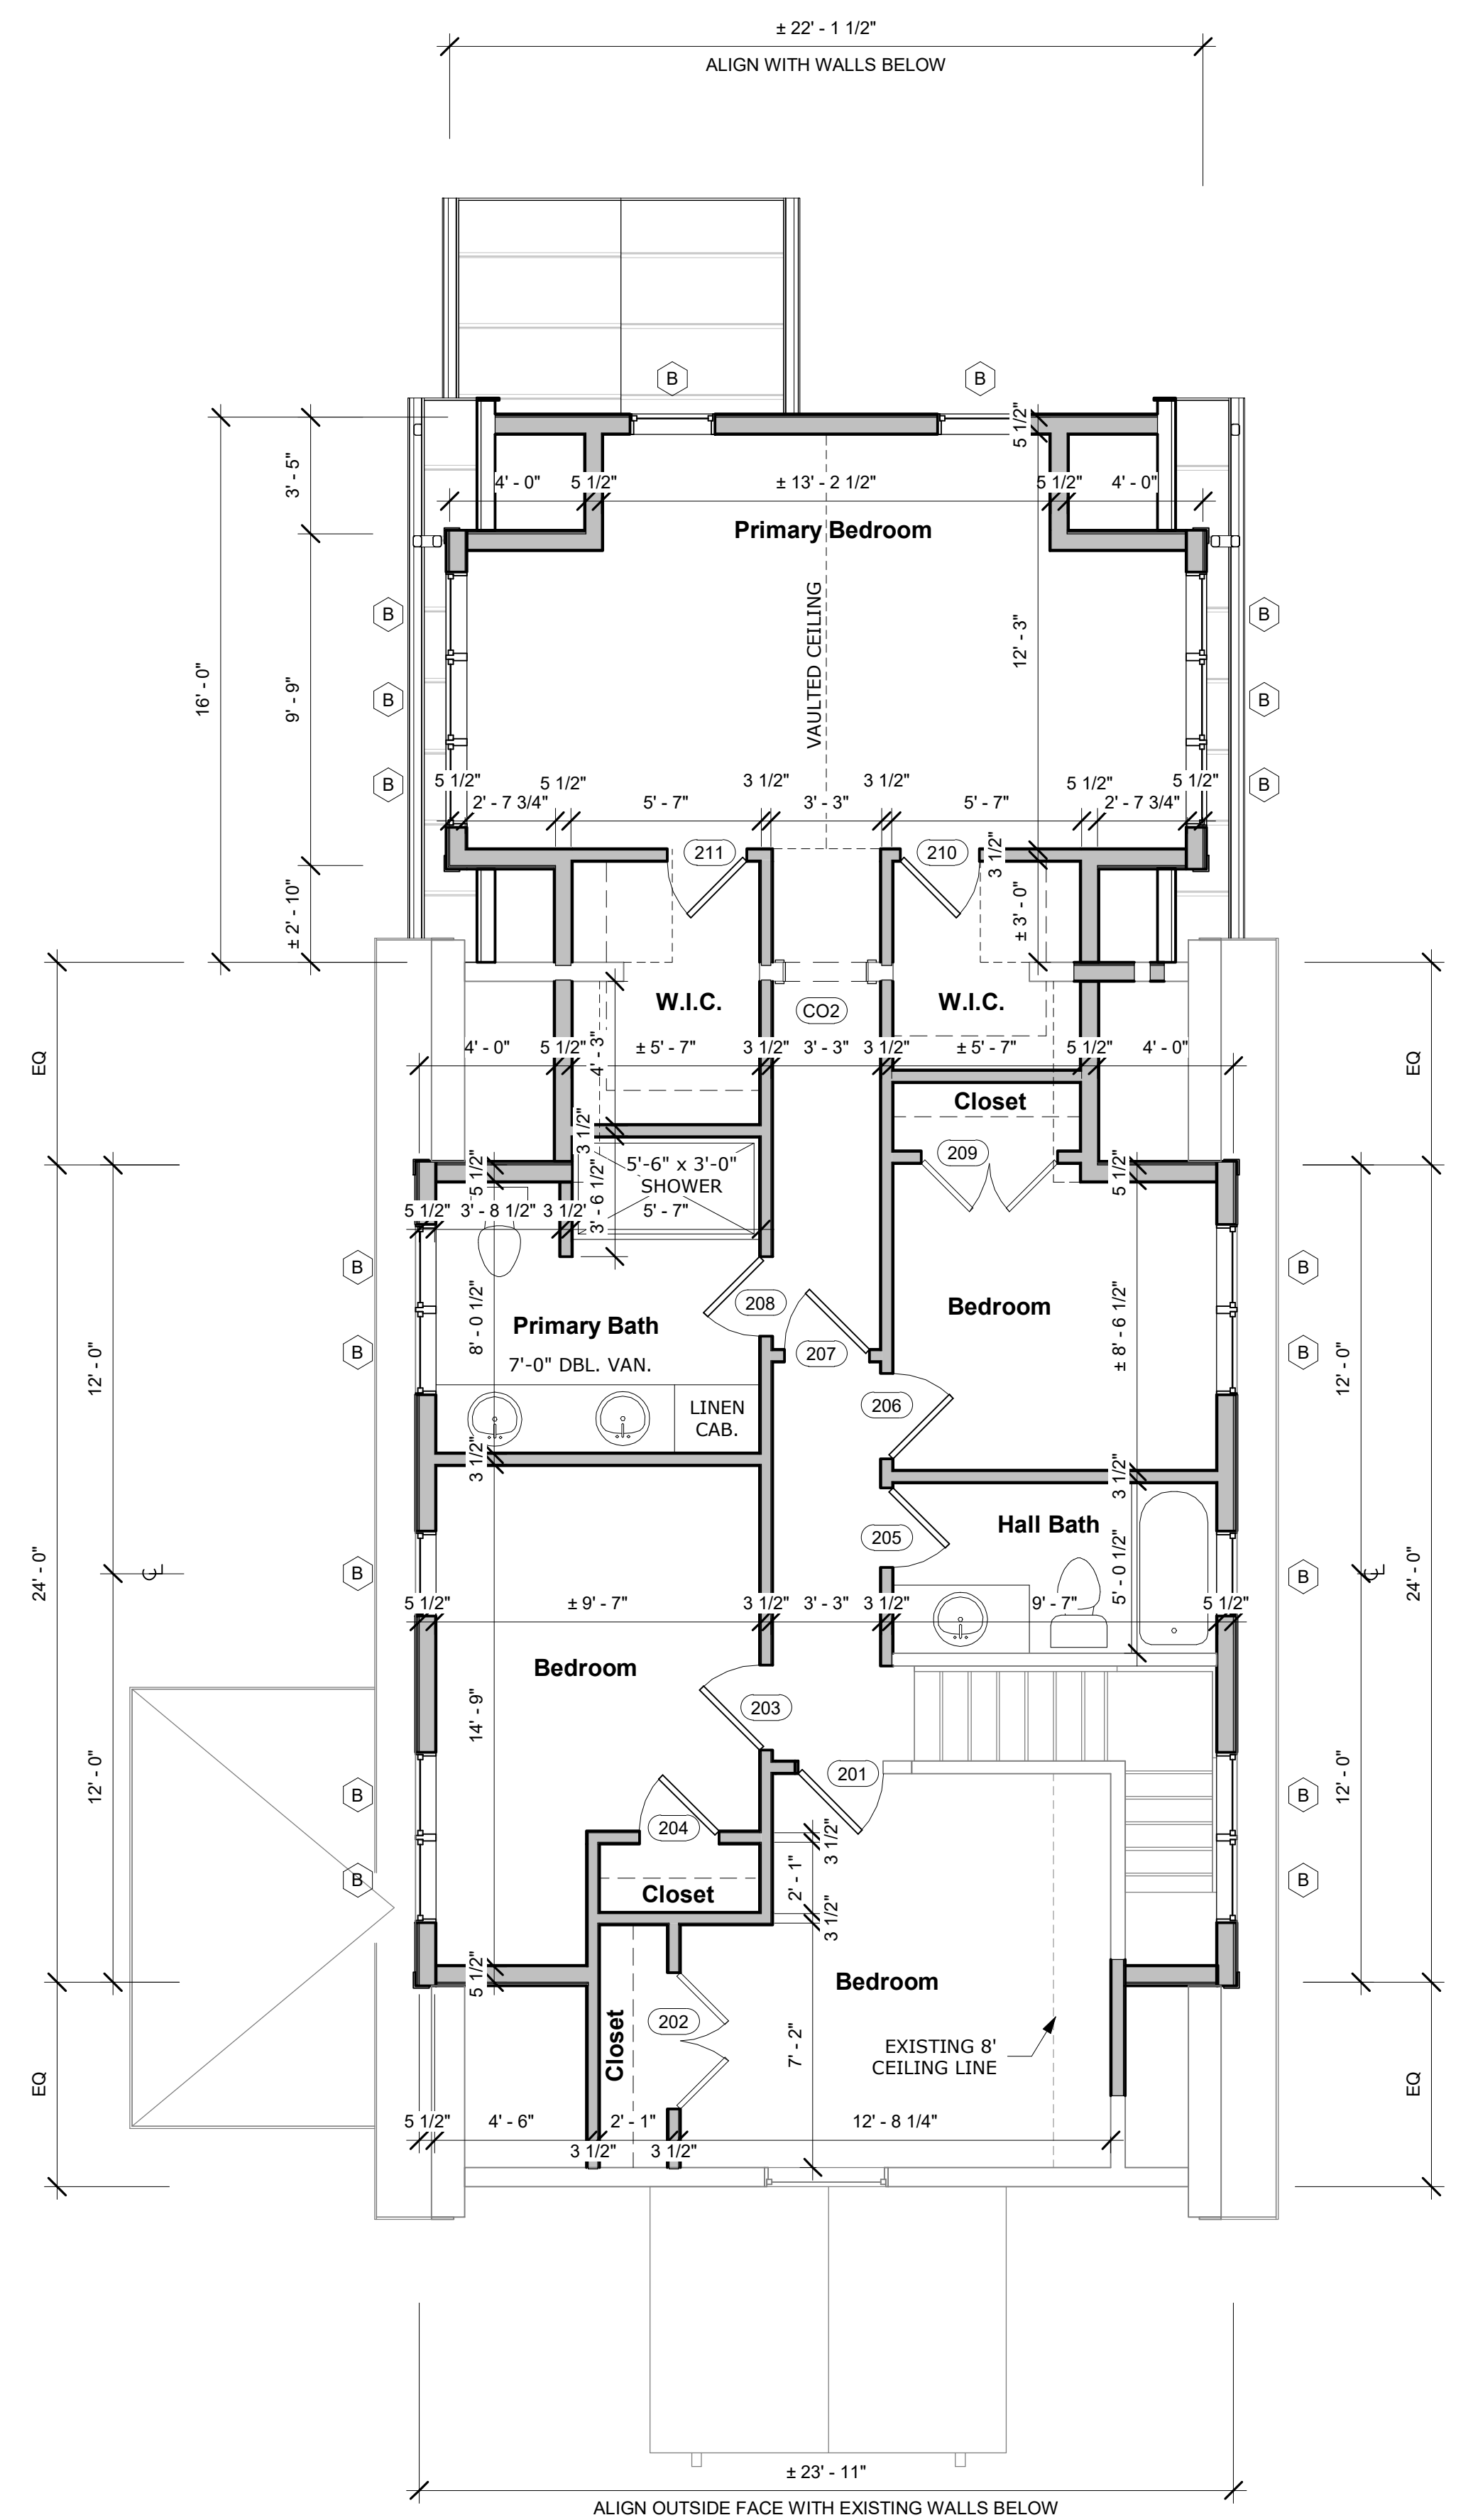 ± 22' - 1 1/2"
ALIGN WITH WALLS BELOW
B B
5 1/2"
3' - 5"
4' - 0" 5 1/2" ± 13' - 2 1/2" 5 1/2" 4' - 0"
Primary Bedroom
B B
VAULTED CEILING
12' - 3"
16' - 0"
9' - 9"
B B
B B
5 1/2" 5 1/2" 3 1/2" 3 1/2" 5 1/2" 5 1/2"
2' - 7 3/4" 5' - 7" 3' - 3" 5' - 7" 2' - 7 3/4"
211 210
3 1/2"
± 2' - 10"
± 3' - 0"
W.I.C. W.I.C.
CO2
EQ EQ
4' - 0" 5 1/2" ± 5' - 7" 3 1/2" 3' - 3" 3 1/2" ± 5' - 7" 5 1/2" 4' - 0"
4' - 3"
Closet
3 1/2"
209
5'-6" x 3'-0"
SHOWER
5 1/2" 5 1/2"
3' - 6 1/2"
5 1/2" 3' - 8 1/2" 3 1/2' 5' - 7"
B B
208
Bedroom
Primary Bath
8' - 0 1/2"
± 8' - 6 1/2"
207
B B
7'-0" DBL. VAN.
12' - 0" 12' - 0"
206
LINEN
CAB.
3 1/2" 3 1/2"
Hall Bath
205
B B
CL CL
24' - 0" 24' - 0"
5' - 0 1/2"
5 1/2" ± 9' - 7" 3 1/2" 3' - 3" 3 1/2" 9' - 7" 5 1/2"
Bedroom
203
14' - 9"
201
12' - 0" 12' - 0"
B B
204
3 1/2"
2' - 1"
B B
Closet
3 1/2"
5 1/2"
Bedroom
202
Closet
7' - 2"
EXISTING 8'
CEILING LINE
EQ EQ
5 1/2" 4' - 6" 2' - 1" 12' - 8 1/4"
3 1/2" 3 1/2"
± 23' - 11"
ALIGN OUTSIDE FACE WITH EXISTING WALLS BELOW